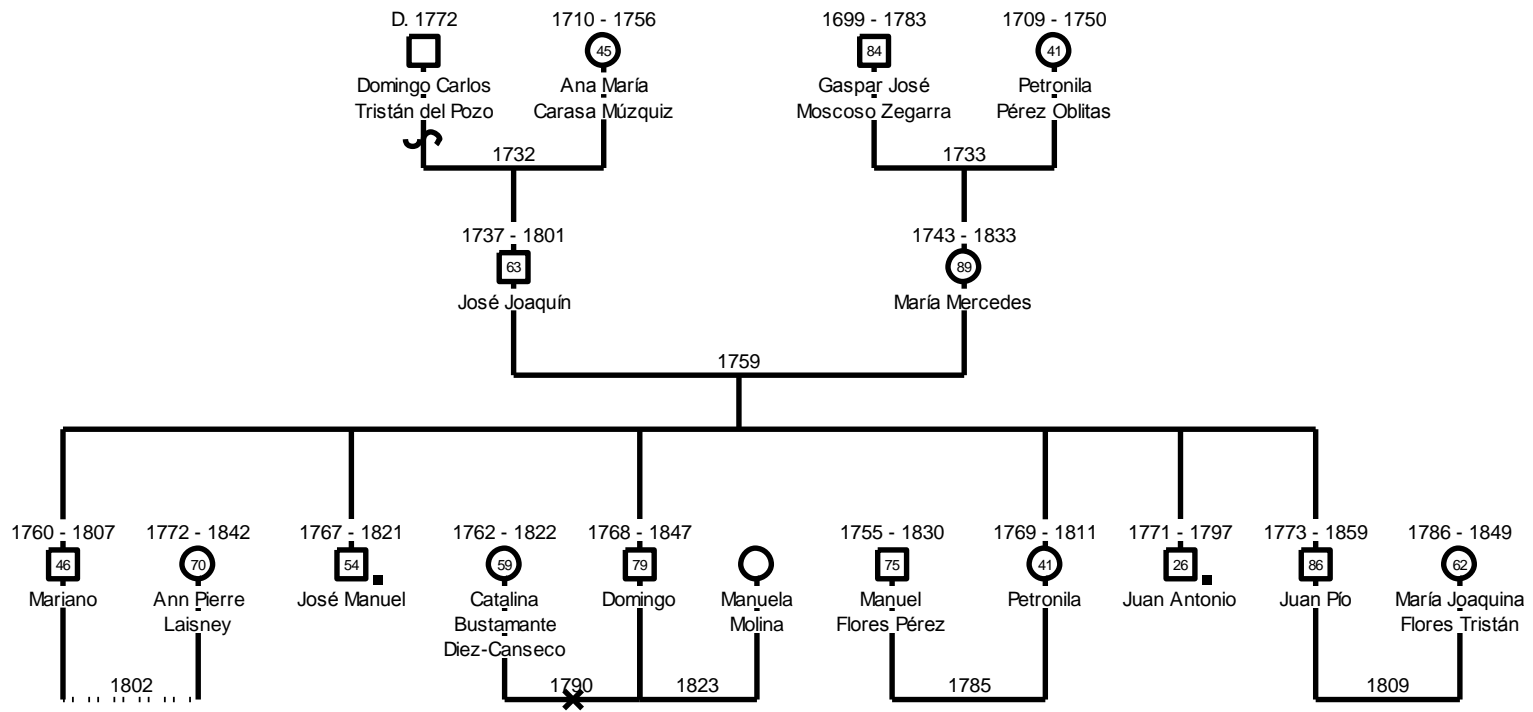 D. 1772
1710 - 1756
1699 - 1783
1709 - 1750
45
84
41
Domingo Carlos
Tristán del Pozo
Ana María
Carasa Múzquiz
Gaspar José
Moscoso Zegarra
Petronila
Pérez Oblitas
1732
1733
1737 - 1801
1743 - 1833
63
89
José Joaquín
María Mercedes
1759
1760 - 1807
1772 - 1842
1767 - 1821
1762 - 1822
1768 - 1847
1755 - 1830
1769 - 1811
1771 - 1797
1773 - 1859
1786 - 1849
46
70
54
59
79
75
41
26
86
62
Mariano
Ann Pierre
Laisney
José Manuel
Catalina
Bustamante
Diez-Canseco
Domingo
Manuela
Molina
Manuel
Flores Pérez
Petronila
Juan Antonio
Juan Pío
María Joaquina
Flores Tristán
1802
1790
1823
1785
1809